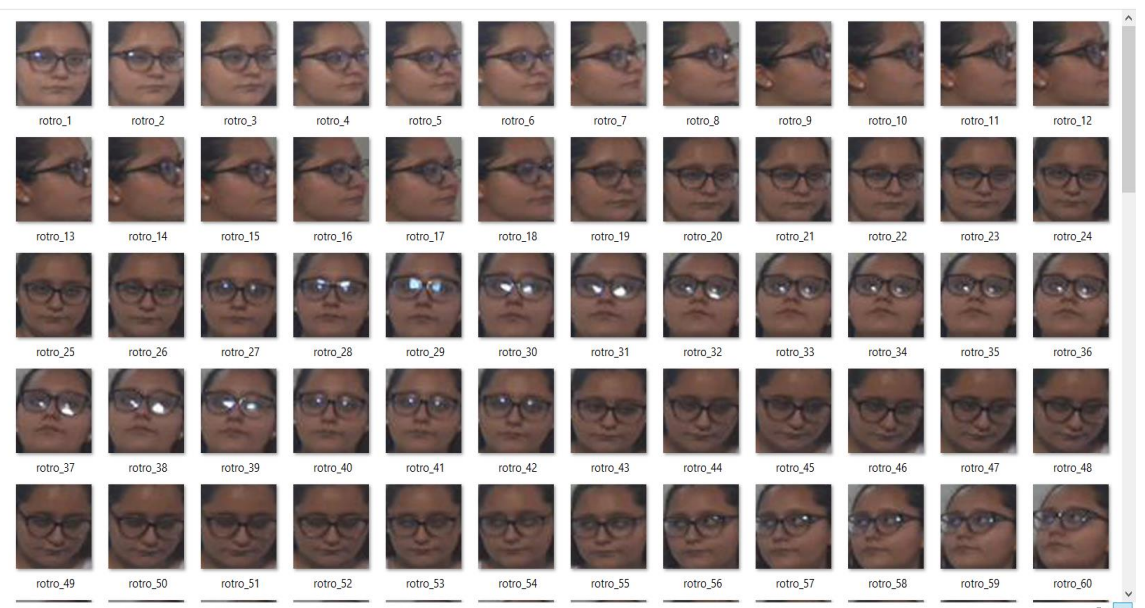 rotro_1 rotro_2 rotro_3 rotro_4 rotro_5 rotro_6 rotro_7 rotro_8 rotro_9 rotro_10 rotro_11 rotro_12
rotro_13 rotro_14 rotro_15 rotro_16 rotro_17 rotro_18 rotro_19 rotro_20 rotro_21 rotro_22 rotro_23 rotro_24
rotro_25 rotro_26 rotro_27 rotro_28 rotro_29 rotro_30 rotro_31 rotro_32 rotro_33 rotro_34 rotro_35 rotro_36
rotro_37 rotro_38 rotro_39 rotro_40 rotro_41 rotro_42 rotro_43 rotro_44 rotro_45 rotro_46 rotro_47 rotro_48
rotro_49 rotro_50 rotro_51 rotro_52 rotro_53 rotro_54 rotro_55 rotro_56 rotro_57 rotro_58 rotro_59 rotro_60